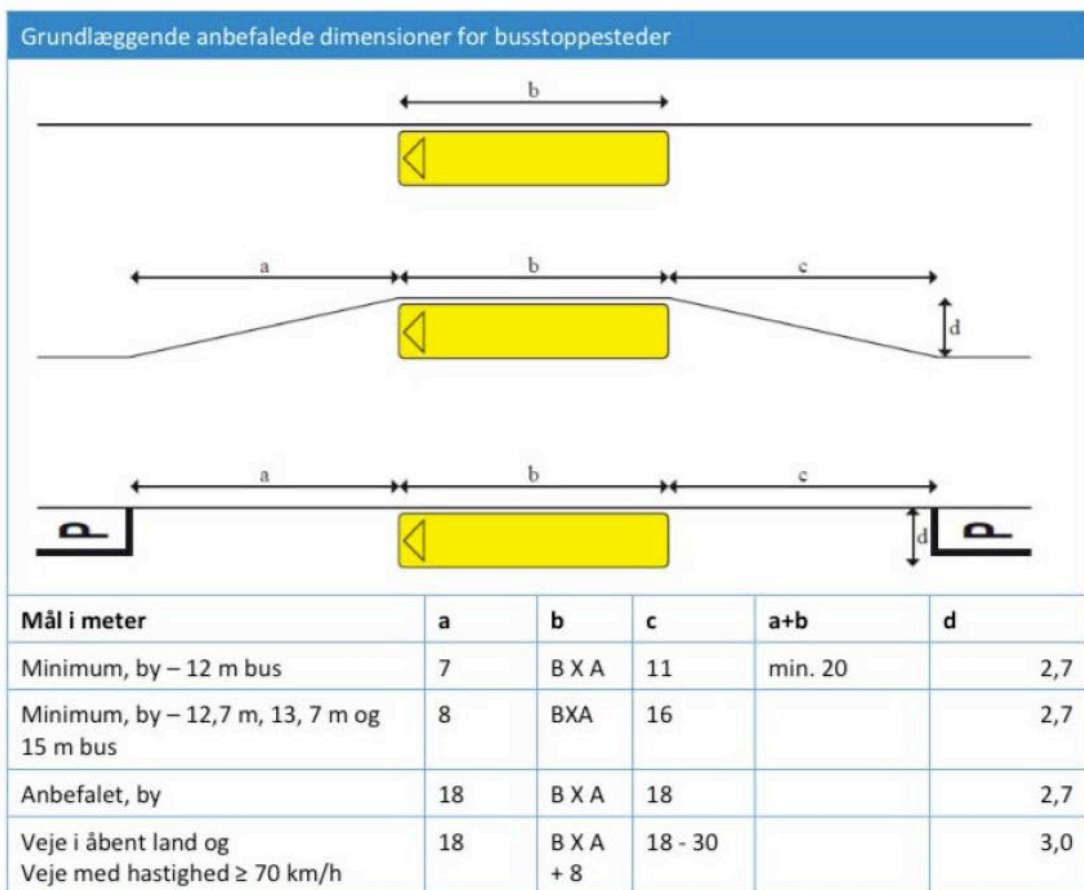 Grundlæggende anbefalede dimensioner for busstoppesteder
b
a b c
d
a b c
P d P
Mål i meter a b c a+b d
Minimum, by – 12 m bus 7 B X A 11 min. 20 2,7
Minimum, by – 12,7 m, 13, 7 m og 8 BXA 16 2,7
15 m bus
Anbefalet, by 18 B X A 18 2,7
Veje i åbent land og 18 B X A 18 - 30 3,0
Veje med hastighed ≥ 70 km/h + 8